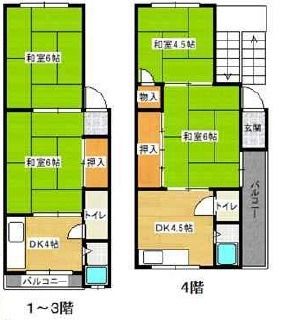 和室6帖
和室6帖
押入
トイレ
DK4帖
バルコニー
1～3階
和室4.5帖
物入
玄関
和室6帖
押入
バルコニー
トイレ
DK4.5帖
4階